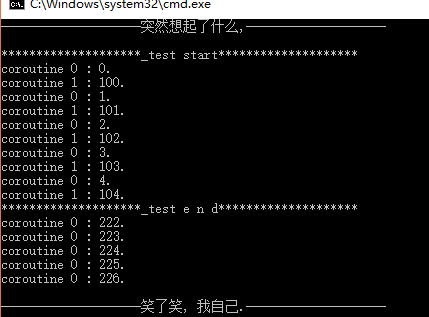 C:\Windows\system32\cmd.exe
————————————————————突然想起了什么,————————————————————
********************_test start********************
coroutine 0 : 0.
coroutine 1 : 100.
coroutine 0 : 1.
coroutine 1 : 101.
coroutine 0 : 2.
coroutine 1 : 102.
coroutine 0 : 3.
coroutine 1 : 103.
coroutine 0 : 4.
coroutine 1 : 104.
********************_test e n d********************
coroutine 0 : 222.
coroutine 0 : 223.
coroutine 0 : 224.
coroutine 0 : 225.
coroutine 0 : 226.
————————————————————笑了笑, 我自己.————————————————————